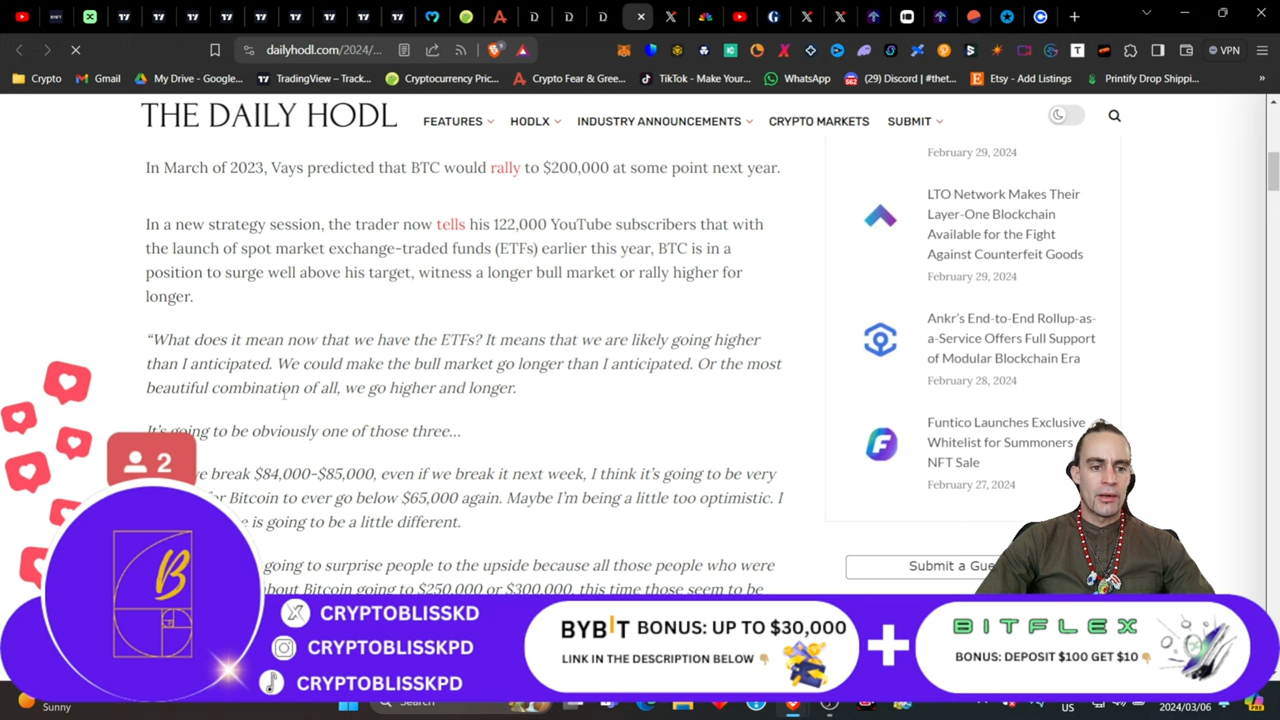 dailyhodl.com/2024/...
VPN
Crypto
Gmail
My Drive - Google...
TradingView – Track...
Cryptocurrency Pric...
Crypto Fear & Gree...
TikTok - Make Your...
WhatsApp
(29) Discord | #thet...
Etsy - Add Listings
Printify Drop Shippi...
THE DAILY HODL
FEATURES
HODLX
INDUSTRY ANNOUNCEMENTS
CRYPTO MARKETS
SUBMIT
In March of 2023, Vays predicted that BTC would rally to $200,000 at some point next year.
In a new strategy session, the trader now tells his 122,000 YouTube subscribers that with
the launch of spot market exchange-traded funds (ETFs) earlier this year, BTC is in a
position to surge well above his target, witness a longer bull market or rally higher for
longer.
“What does it mean now that we have the ETFs? It means that we are likely going higher
than I anticipated. We could make the bull market go longer than I anticipated. Or the most
beautiful combination of all, we go higher and longer.
It’s going to be obviously one of those three…
we break $84,000-$85,000, even if we break it next week, I think it’s going to be very
for Bitcoin to ever go below $65,000 again. Maybe I’m being a little too optimistic. I
e is going to be a little different.
going to surprise people to the upside because all those people who were
about Bitcoin going to $250,000 or $300,000, this time those seem to be
February 29, 2024
LTO Network Makes Their
Layer-One Blockchain
Available for the Fight
Against Counterfeit Goods
February 29, 2024
Ankr’s End-to-End Rollup-as-
a-Service Offers Full Support
of Modular Blockchain Era
February 28, 2024
Funtico Launches Exclusive
Whitelist for Summoners
NFT Sale
February 27, 2024
Submit a Gue
2
B
CRYPTOBLISSKD
CRYPTOBLISSKPD
CRYPTOBLISSKPD
BYBIT BONUS: UP TO $30,000
LINK IN THE DESCRIPTION BELOW
BITFLEX
BONUS: DEPOSIT $100 GET $10
Sunny
Search
US
2024/03/06